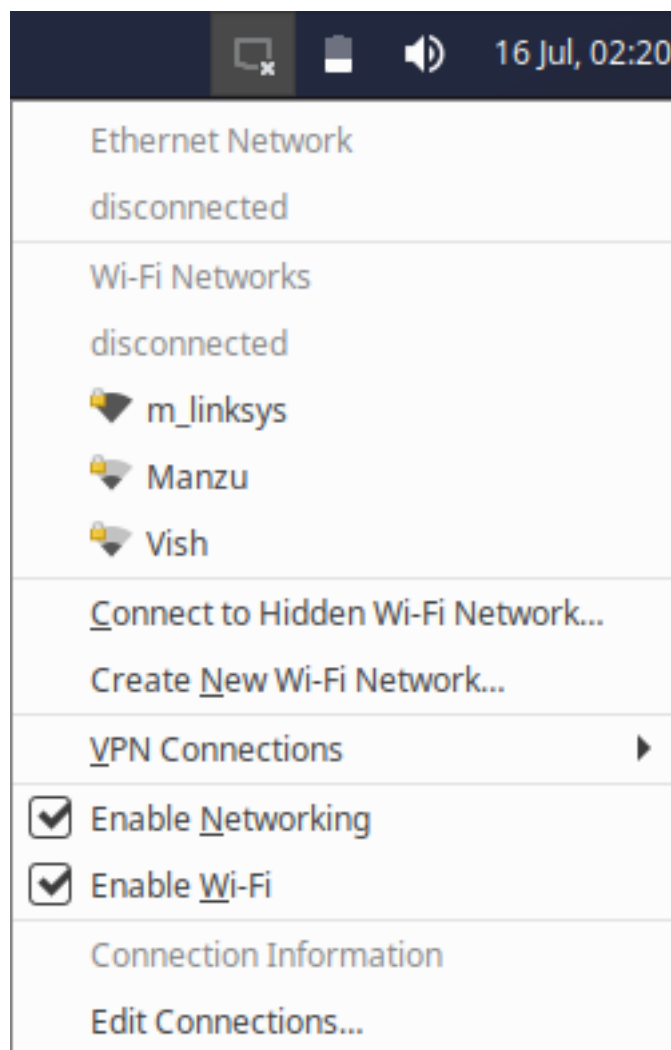 16 Jul, 02:20
Ethernet Network
disconnected
Wi-Fi Networks
disconnected
m_linksys
Manzu
Vish
Connect to Hidden Wi-Fi Network...
Create New Wi-Fi Network...
VPN Connections
Enable Networking
Enable Wi-Fi
Connection Information
Edit Connections...